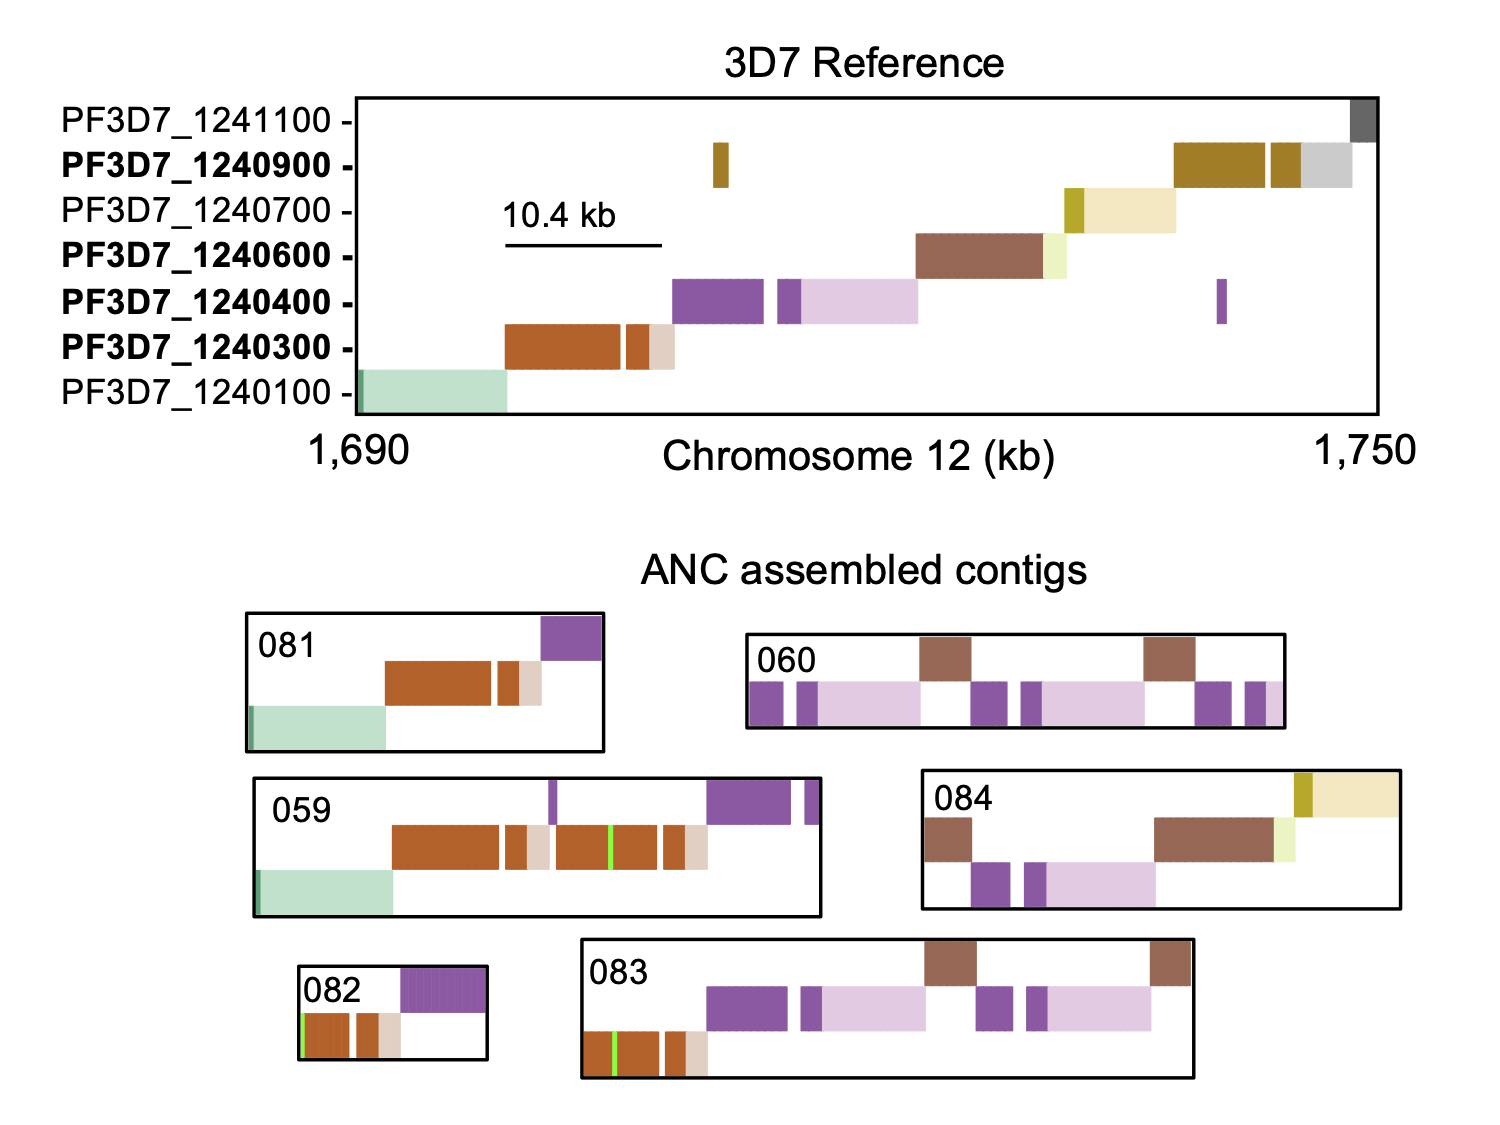 3D7 Reference
PF3D7_1241100 -
PF3D7_1240900 -
PF3D7_1240700 -
10.4 kb
PF3D7_1240600 -
PF3D7_1240400 -
PF3D7_1240300 -
PF3D7_1240100 -
1,690
Chromosome 12 (kb)
1,750
ANC assembled contigs
081
060
059
084
082
083